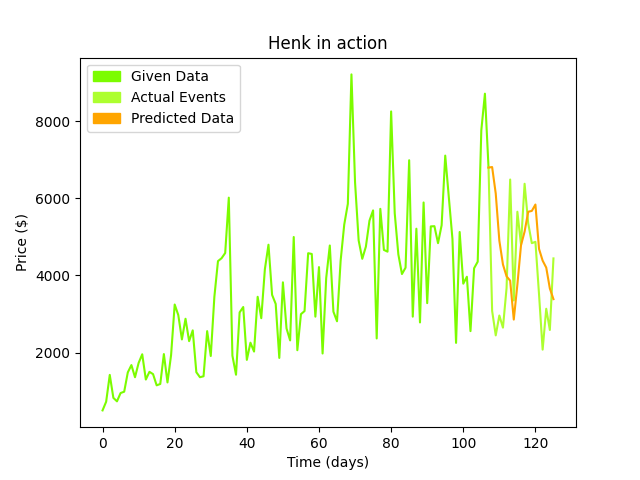 Henk in action
Given Data
Actual Events
Predicted Data
Price ($)
8000
6000
4000
2000
0 20 40 60 80 100 120
Time (days)